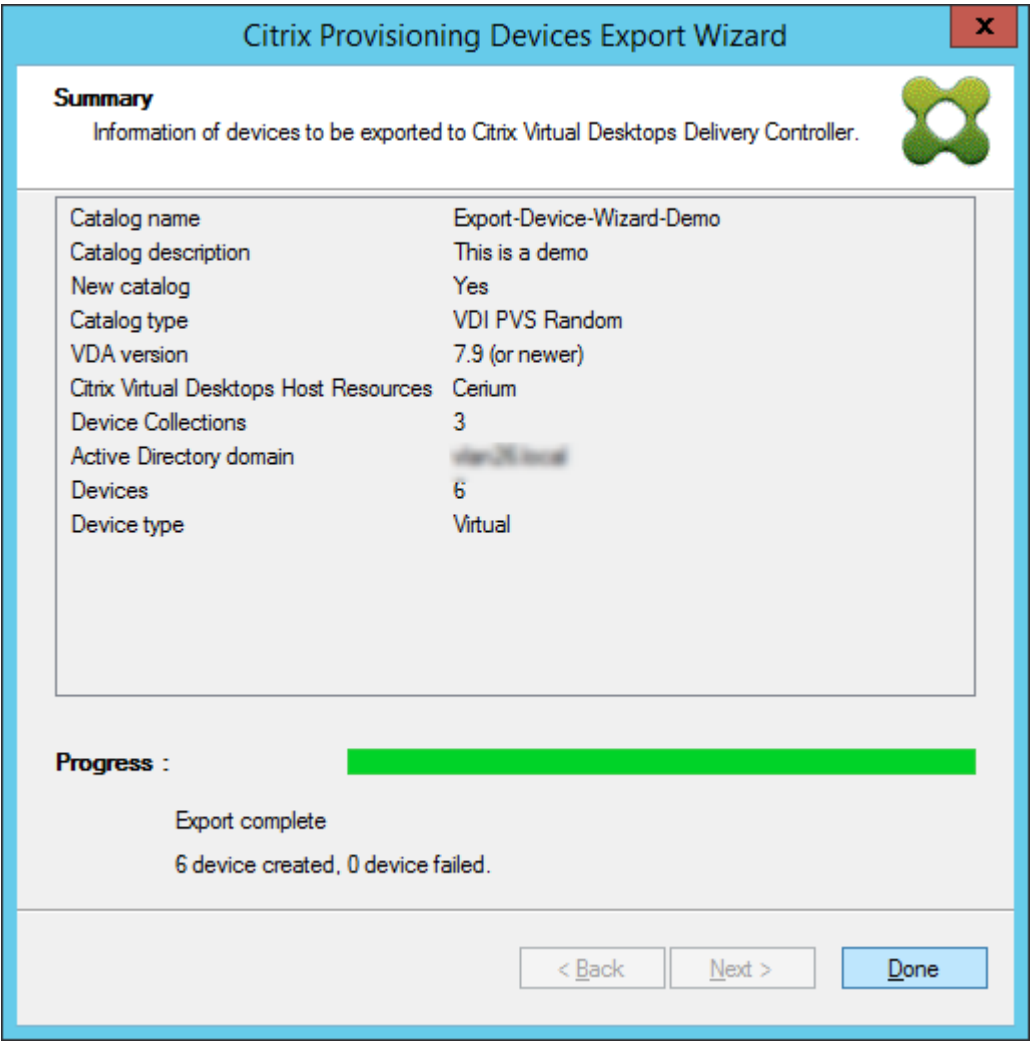 Citrix Provisioning Devices Export Wizard
x
Summary
Information of devices to be exported to Citrix Virtual Desktops Delivery Controller.
Catalog name Export-Device-Wizard-Demo
Catalog description This is a demo
New catalog Yes
Catalog type VDI PVS Random
VDA version 7.9 (or newer)
Citrix Virtual Desktops Host Resources Cerium
Device Collections 3
Active Directory domain
Devices 6
Device type Virtual
Progress :
Export complete
6 device created, 0 device failed.
< Back Next > Done